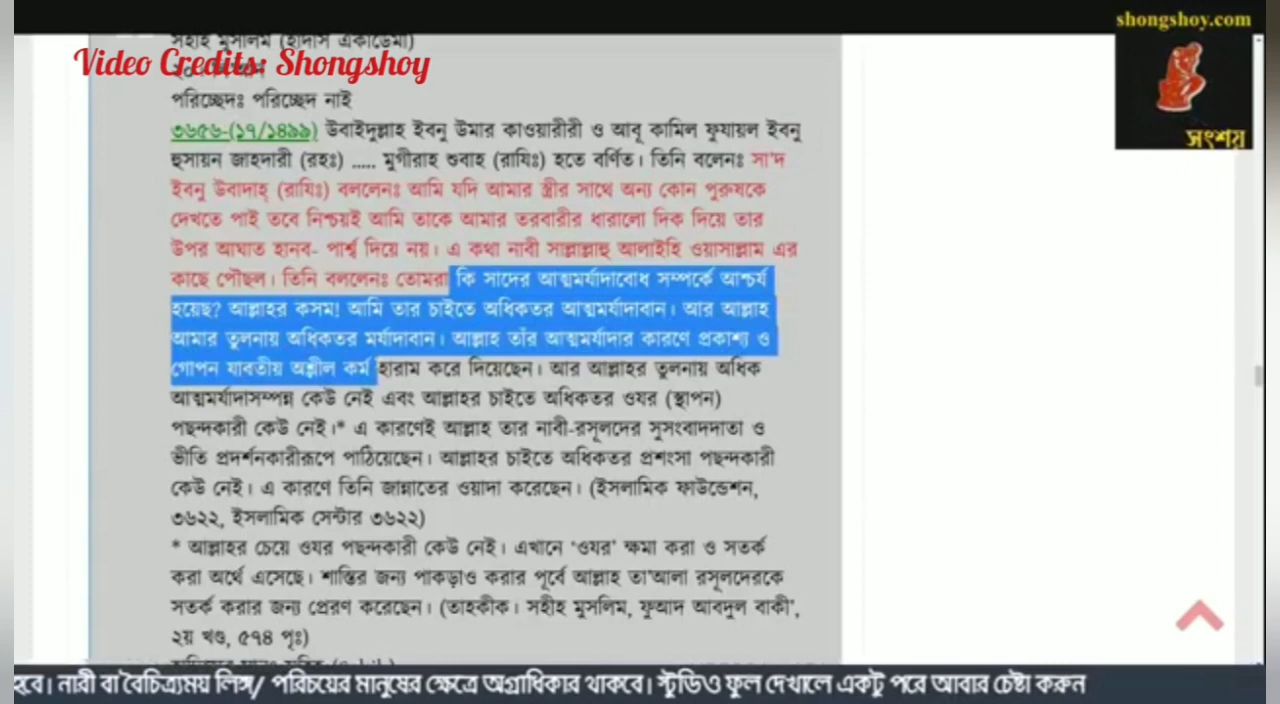 shongshoy.com
সহীহ মুসলিম (হাদীস একাডেমী)
Video Credits: Shongshoy
পরিচ্ছেদঃ পরিচ্ছেদ নাই
৩৬৫৬-(১৭/১৪৯৯) উবাইদুল্লাহ ইবনু উমার কাওয়ারীরী ও আবূ কামিল ফুযায়ল ইবনু
হুসায়ন জাহদারী (রহঃ) ..... মুগীরাহ শুবাহ (রাযিঃ) হতে বর্ণিত। তিনি বলেনঃ সা'দ
ইবনু উবাদাহ্ (রাযিঃ) বললেনঃ আমি যদি আমার স্ত্রীর সাথে অন্য কোন পুরুষকে
দেখতে পাই তবে নিশ্চয়ই আমি তাকে আমার তরবারীর ধারালো দিক দিয়ে তার
উপর আঘাত হানব- পার্শ্ব দিয়ে নয়। এ কথা নাবী সাল্লাল্লাহু আলাইহি ওয়াসাল্লাম এর
কাছে পৌছল। তিনি বললেনঃ তোমরা কি সাদের আত্মমর্যাদাবোধ সম্পর্কে আশ্চর্য
হয়েছ? আল্লাহর কসম! আমি তার চাইতে অধিকতর আত্মমর্যাদাবান। আর আল্লাহ
আমার তুলনায় অধিকতর মর্যাদাবান। আল্লাহ তাঁর আত্মমর্যাদার কারণে প্রকাশ্য ও
গোপন যাবতীয় অশ্লীল কর্ম হারাম করে দিয়েছেন। আর আল্লাহর তুলনায় অধিক
আত্মমর্যাদাসম্পন্ন কেউ নেই এবং আল্লাহর চাইতে অধিকতর ওযর (স্থাপন)
পছন্দকারী কেউ নেই।* এ কারণেই আল্লাহ তার নাবী-রসূলদের সুসংবাদদাতা ও
ভীতি প্রদর্শনকারীরূপে পাঠিয়েছেন। আল্লাহর চাইতে অধিকতর প্রশংসা পছন্দকারী
কেউ নেই। এ কারণে তিনি জান্নাতের ওয়াদা করেছেন। (ইসলামিক ফাউন্ডেশন,
৩৬২২, ইসলামিক সেন্টার ৩৬২২)
* আল্লাহর চেয়ে ওযর পছন্দকারী কেউ নেই। এখানে ‘ওযর’ ক্ষমা করা ও সতর্ক
করা অর্থে এসেছে। শাস্তির জন্য পাকড়াও করার পূর্বে আল্লাহ তা'আলা রসূলদেরকে
সতর্ক করার জন্য প্রেরণ করেছেন। (তাহকীক। সহীহ মুসলিম, ফুআদ আবদুল বাকী',
২য় খণ্ড, ৫৭৪ পৃঃ)
সংশয়
হবে। নারী বা বৈচিত্র্যময় লিঙ্গ/ পরিচয়ের মানুষের ক্ষেত্রে অগ্রাধিকার থাকবে। স্টুডিও ফুল দেখালে একটু পরে আবার চেষ্টা করুন